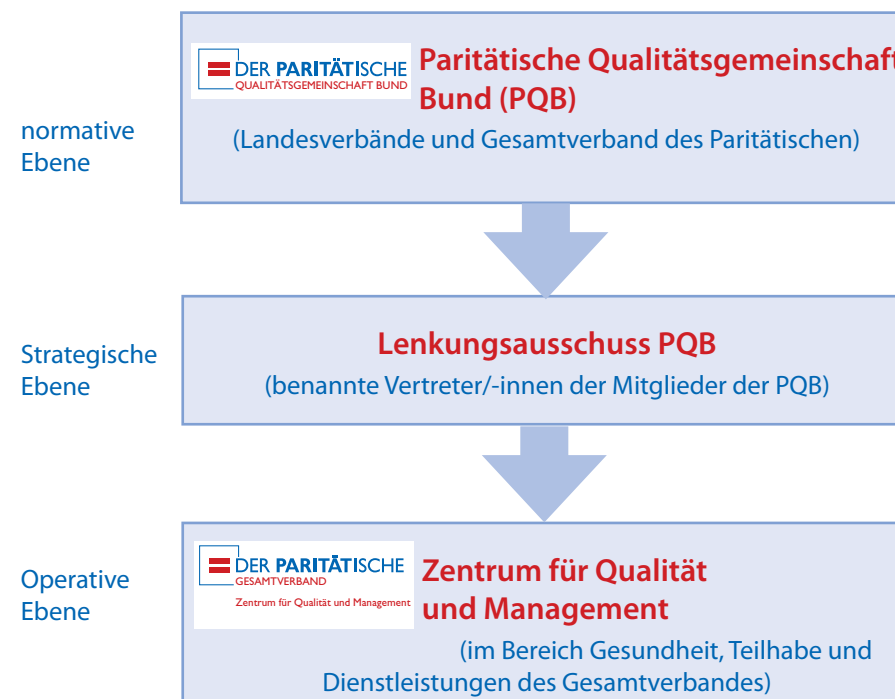 normative
Ebene
DER PARITÄTISCHE
QUALITÄTSGEMEINSCHAFT BUND
Paritätische Qualitätsgemeinschaft
Bund (PQB)
(Landesverbände und Gesamtverband des Paritätischen)
Strategische
Ebene
Lenkungsausschuss PQB
(benannte Vertreter/-innen der Mitglieder der PQB)
Operative
Ebene
DER PARITÄTISCHE
GESAMTVERBAND
Zentrum für Qualität und Management
Zentrum für Qualität
und Management
(im Bereich Gesundheit, Teilhabe und
Dienstleistungen des Gesamtverbandes)